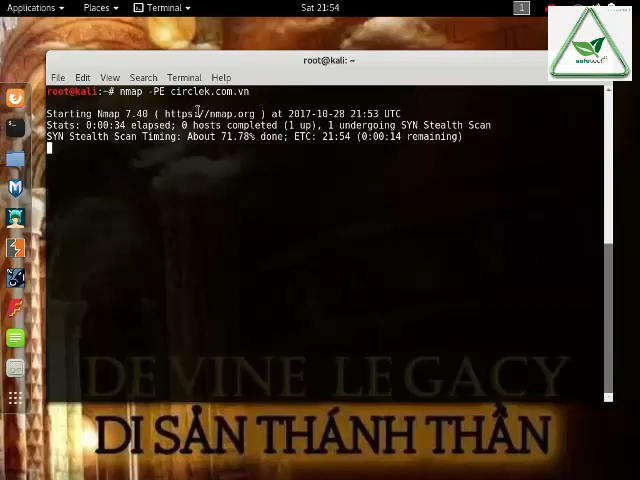 Applications
Places
Terminal
Sat 21:54
1
root@kali: ~
File Edit View Search Terminal Help
root@kali:~# nmap -PE circlek.com.vn
Starting Nmap 7.40 ( https://nmap.org ) at 2017-10-28 21:53 UTC
Stats: 0:00:34 elapsed; 0 hosts completed (1 up), 1 undergoing SYN Stealth Scan
SYN Stealth Scan Timing: About 71.78% done; ETC: 21:54 (0:00:14 remaining)
safetech
DEVINE LEGACY
DI SẢN THÁNH THẦN